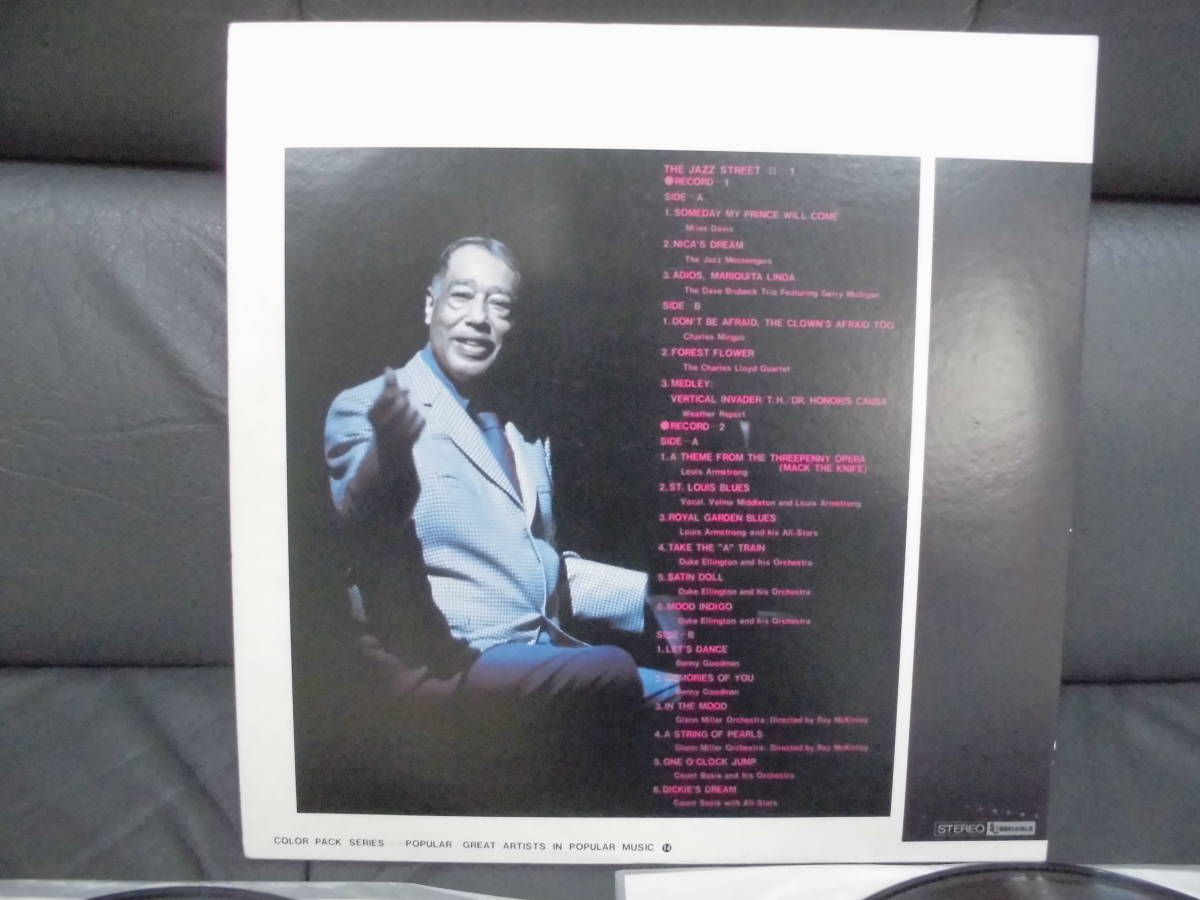 THE JAZZ STREET II 1
●RECORD-1
SIDE-A
1. SOMEDAY MY PRINCE WILL COME
Miles Davis
2. NICA'S DREAM
The Jazz Messengers
3. ADIOS, MARIQUITA LINDA
The Dave Brubeck Trio Featuring Gerry Mulligan
SIDE-B
1. DON'T BE AFRAID, THE CLOWN'S AFRAID TOO
Charles Mingus
2. FOREST FLOWER
The Charles Lloyd Quartet
3. MEDLEY:
VERTICAL INVADER/T.H./DR. HONORIS CAUSA
Weather Report
●RECORD-2
SIDE-A
1. A THEME FROM THE THREEPENNY OPERA
(MACK THE KNIFE)
Louis Armstrong
2. ST. LOUIS BLUES
Vocal. Velma Middleton and Louis Armstrong
3. ROYAL GARDEN BLUES
Louis Armstrong and his All-Stars
4. TAKE THE "A" TRAIN
Duke Ellington and his Orchestra
5. SATIN DOLL
Duke Ellington and his Orchestra
6. MOOD INDIGO
Duke Ellington and his Orchestra
SIDE-B
1. LET'S DANCE
Benny Goodman
2. MEMORIES OF YOU
Benny Goodman
3. IN THE MOOD
Glenn Miller Orchestra: Directed by Ray McKinley
4. A STRING OF PEARLS
Glenn Miller Orchestra: Directed by Ray McKinley
5. ONE O'CLOCK JUMP
Count Basie and his Orchestra
6. DICKIE'S DREAM
Count Basie with All-Stars
STEREO
COLOR PACK SERIES POPULAR GREAT ARTISTS IN POPULAR MUSIC 14